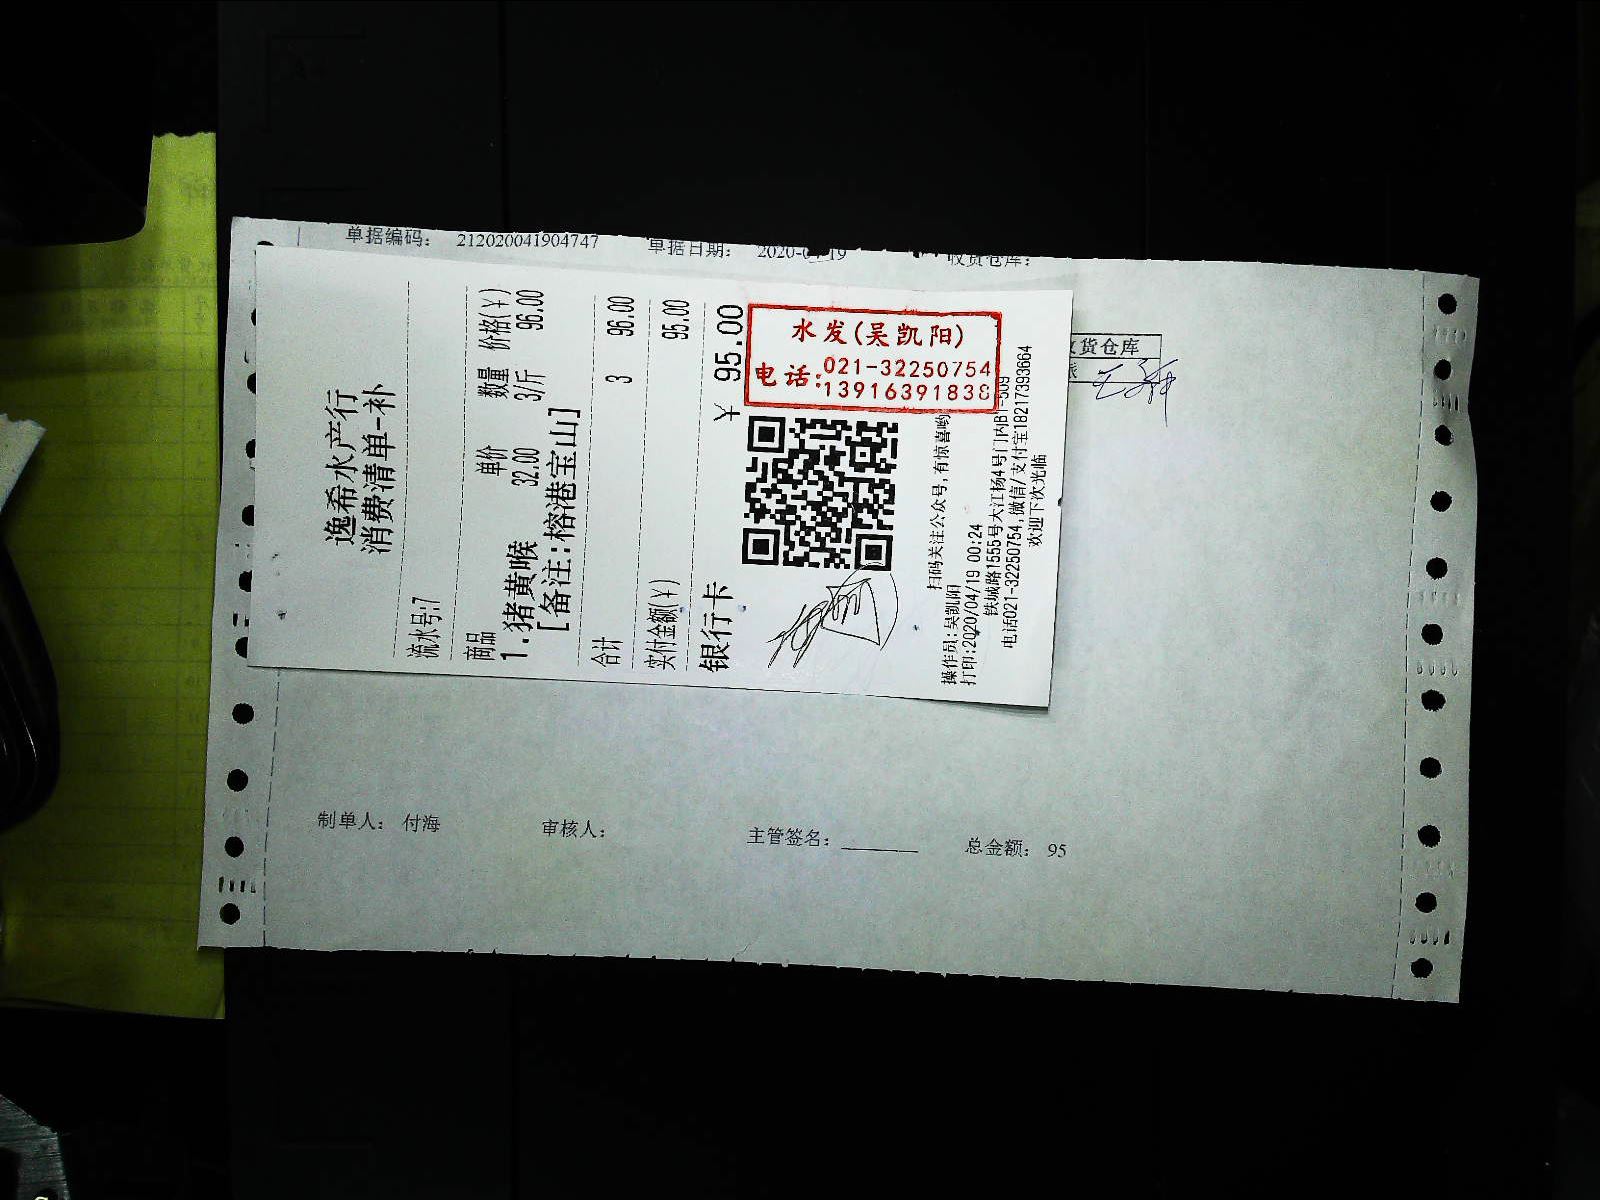 单据编码： 212020041904747 单据日期： 2020-04-19 收货仓库：
收货仓库
逸希水产行
消费清单-补
流水号:7
商品 单价 数量 价格(¥)
1.猪黄喉 32.00 3/斤 96.00
[备注:榕港宝山]
合计 3 96.00
实付金额(¥) 95.00
银行卡 95.00
水发(吴凯阳)
电话:021-32250754
13916391838
扫码关注公众号,有惊喜哟
操作员:吴凯阳
打印:2020/04/19 00:24
铁城路1555号大江杨4号门内B1-509
电话021-32250754,微信/支付宝18217393664
欢迎下次光临
制单人： 付海 审核人： 主管签名： 总金额： 95